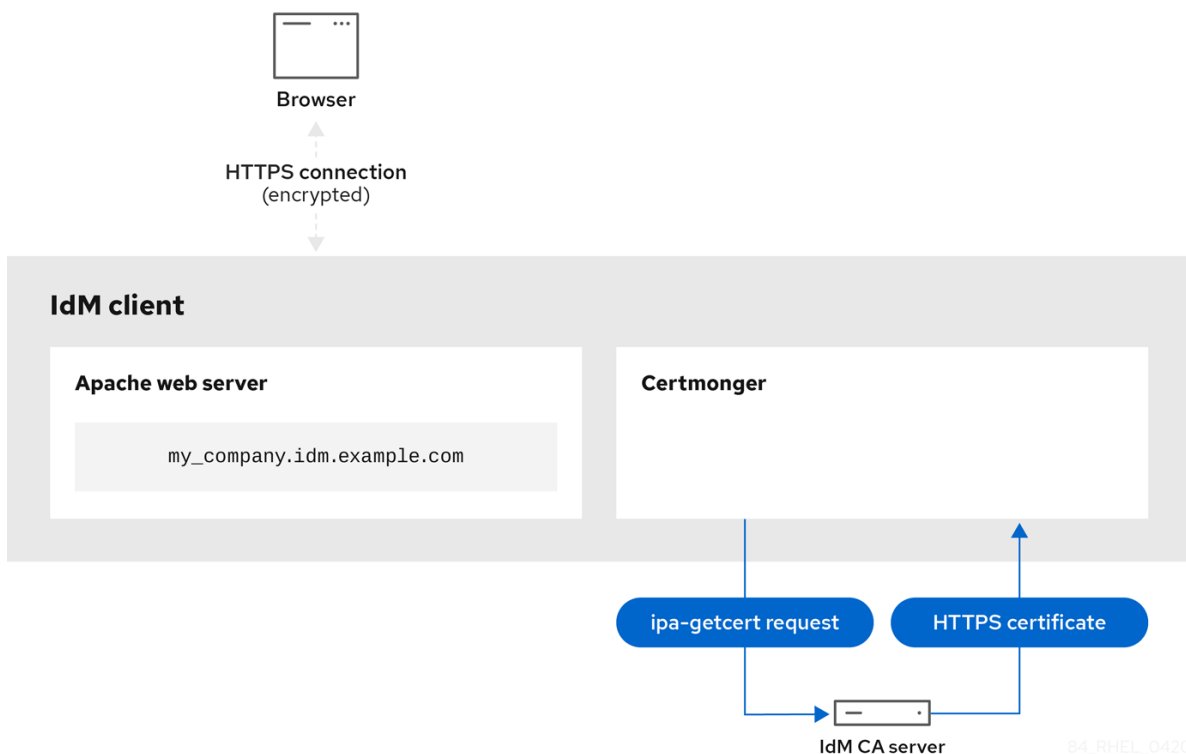 Browser
HTTPS connection
(encrypted)
IdM client
Apache web server
my_company.idm.example.com
Certmonger
ipa-getcert request
HTTPS certificate
IdM CA server
84_RHEL_0420